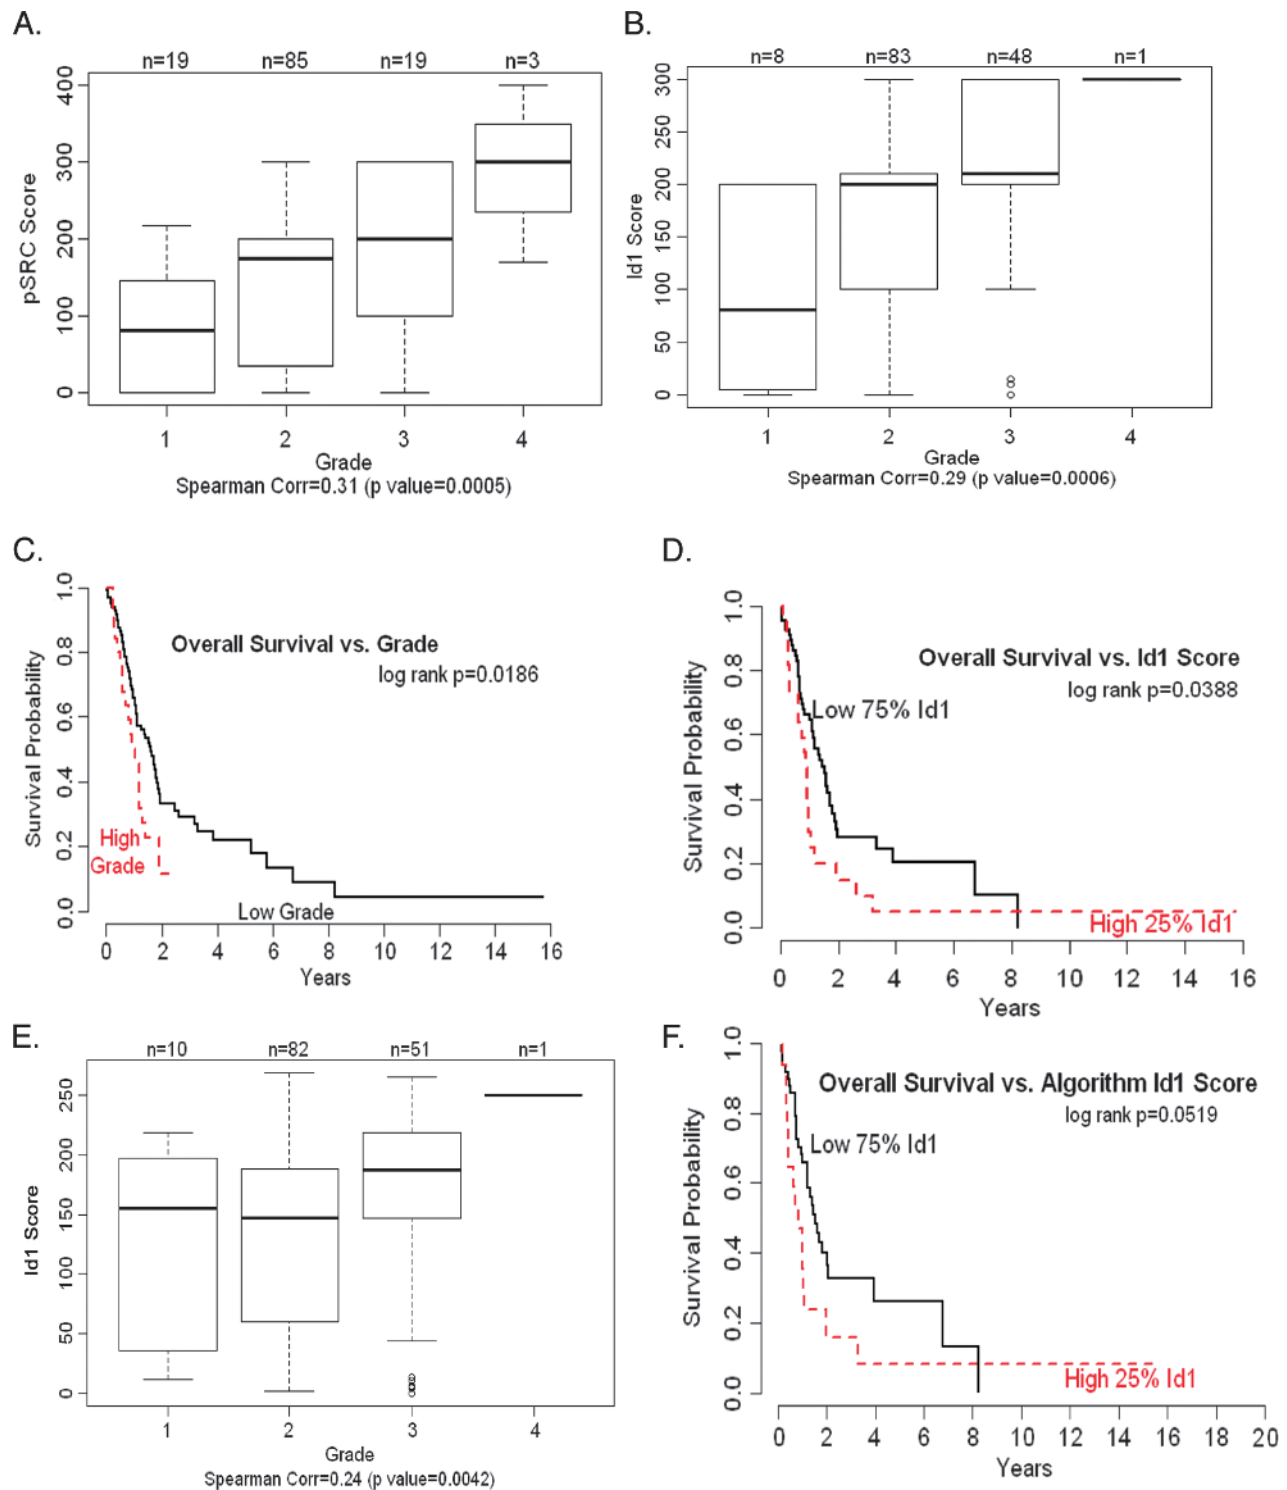 A.
n=19 n=85 n=19 n=3
400
300
200
100
0
pSRC Score
1 2 3 4
Grade
Spearman Corr=0.31 (p value=0.0005)
B.
n=8 n=83 n=48 n=1
300
250
200
150
100
50
0
Id1 Score
1 2 3 4
Grade
Spearman Corr=0.29 (p value=0.0006)
C.
1.0
0.8
0.6
0.4
0.2
0.0
Survival Probability
Overall Survival vs. Grade
log rank p=0.0186
High
Grade
Low Grade
0 2 4 6 8 10 12 14 16
Years
D.
1.0
0.8
0.6
0.4
0.2
0.0
Survival Probability
Overall Survival vs. Id1 Score
log rank p=0.0388
Low 75% Id1
High 25% Id1
0 2 4 6 8 10 12 14 16
Years
E.
n=10 n=82 n=51 n=1
250
200
150
100
50
0
Id1 Score
1 2 3 4
Grade
Spearman Corr=0.24 (p value=0.0042)
F.
1.0
0.8
0.6
0.4
0.2
0.0
Survival Probability
Overall Survival vs. Algorithm Id1 Score
log rank p=0.0519
Low 75% Id1
High 25% Id1
0 2 4 6 8 10 12 14 16 18 20
Years